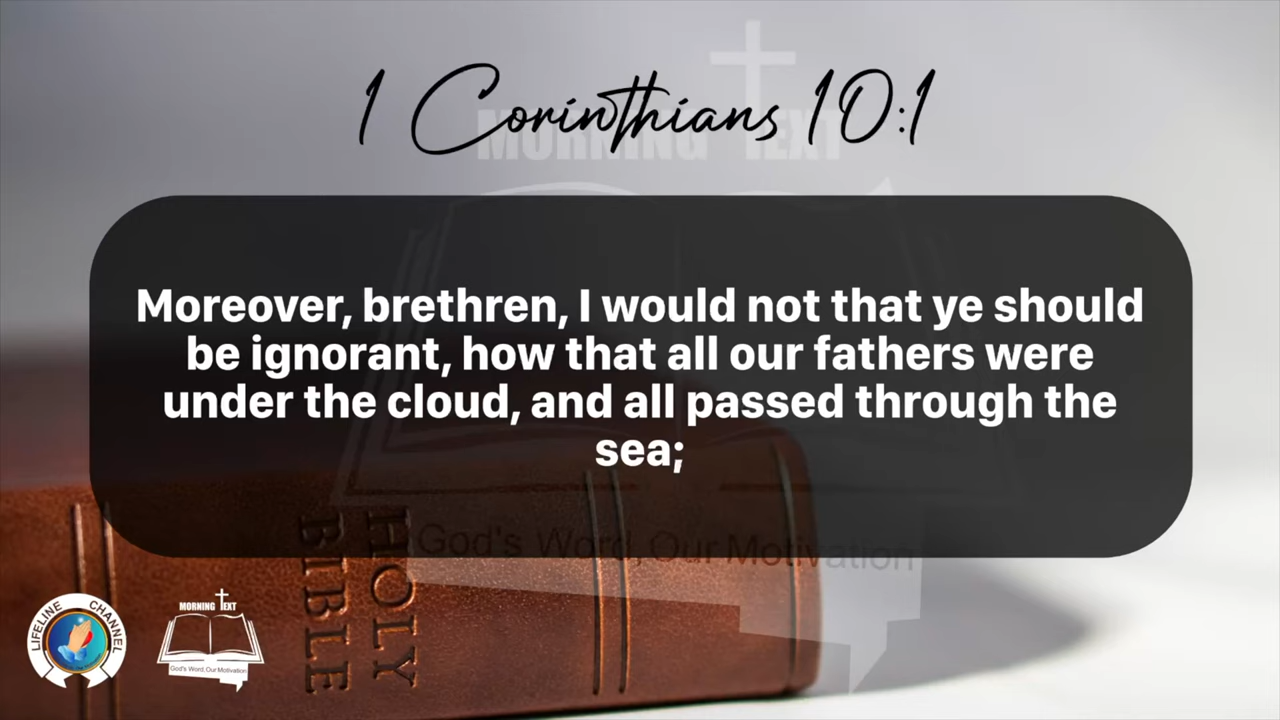 1 Corinthians 10:1
MORNING TEXT
Moreover, brethren, I would not that ye should
be ignorant, how that all our fathers were
under the cloud, and all passed through the
sea;
God's Word, Our Motivation
HOLY
BIBLE
LIFELINE CHANNEL
MORNING TEXT
God's Word, Our Motivation